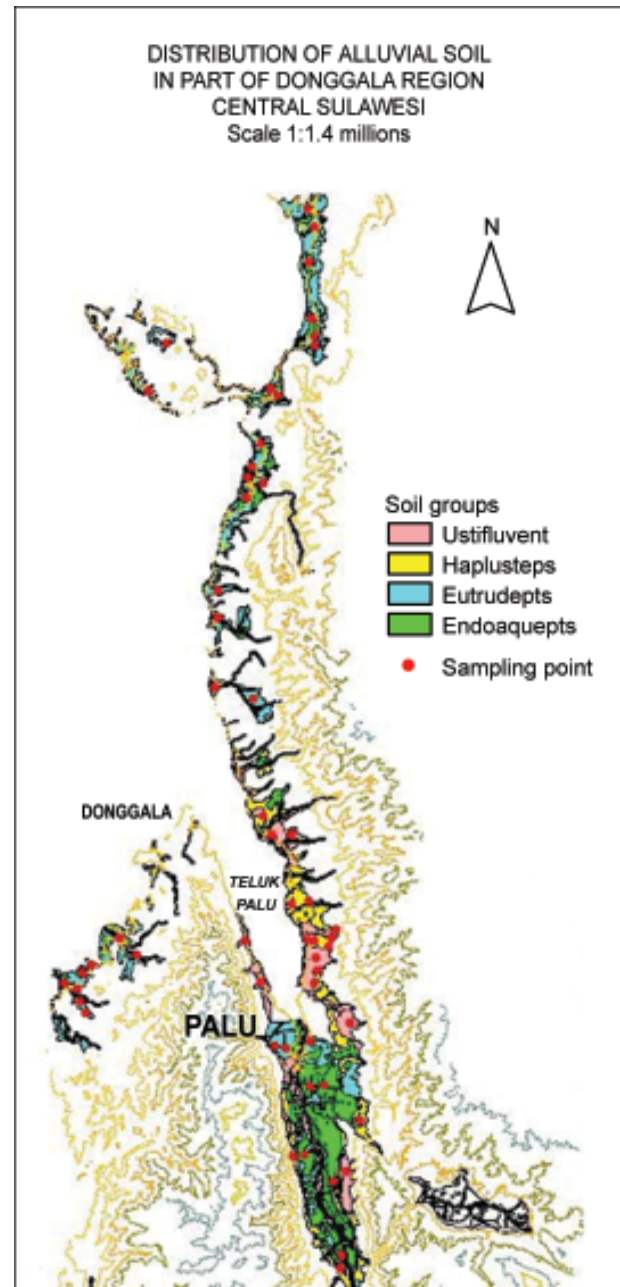 DISTRIBUTION OF ALLUVIAL SOIL
IN PART OF DONGGALA REGION
CENTRAL SULAWESI
Scale 1:1.4 millions
N
Soil groups
Ustifluvent
Haplusteps
Eutrudepts
Endoaquepts
Sampling point
DONGGALA
TELUK
PALU
PALU